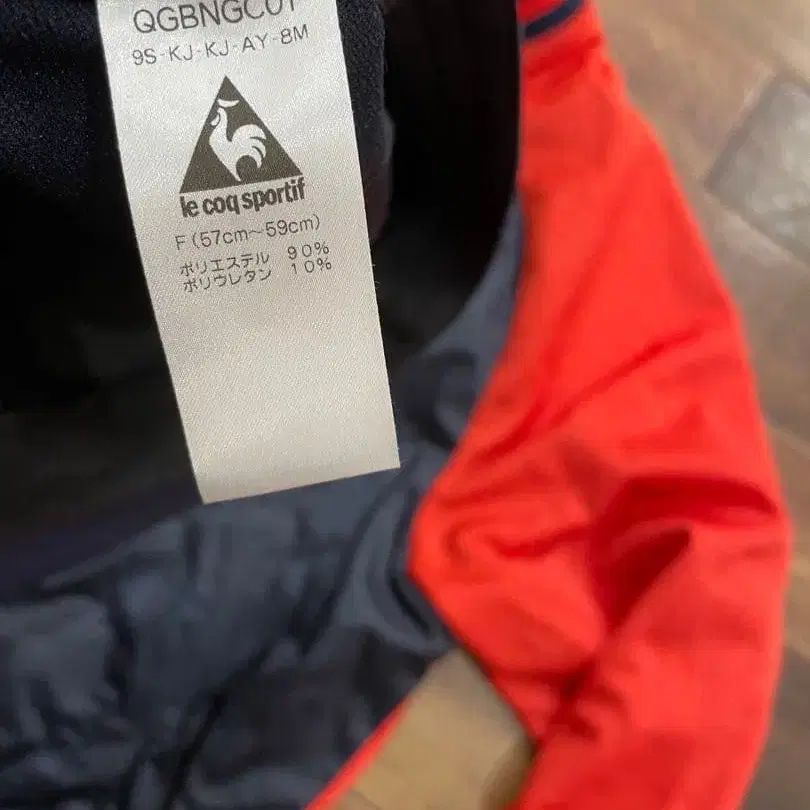 QGBNGC01
9S-KJ-KJ-AY-8M
le coq sportif
F(57cm～59cm)
ポリエステル 90%
ポリウレタン 10%